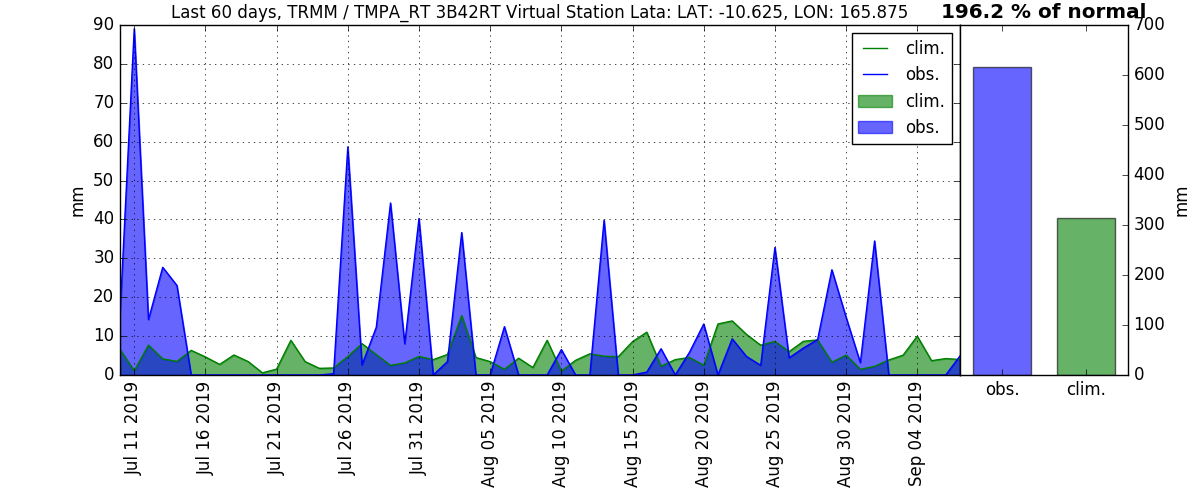 Last 60 days, TRMM / TMPA_RT 3B42RT Virtual Station Lata: LAT: -10.625, LON: 165.875
196.2 % of normal
90
80
70
60
50
40
30
20
10
0
mm
clim.
obs.
clim.
obs.
Jul 11 2019
Jul 16 2019
Jul 21 2019
Jul 26 2019
Jul 31 2019
Aug 05 2019
Aug 10 2019
Aug 15 2019
Aug 20 2019
Aug 25 2019
Aug 30 2019
Sep 04 2019
700
600
500
400
300
200
100
0
mm
obs.
clim.